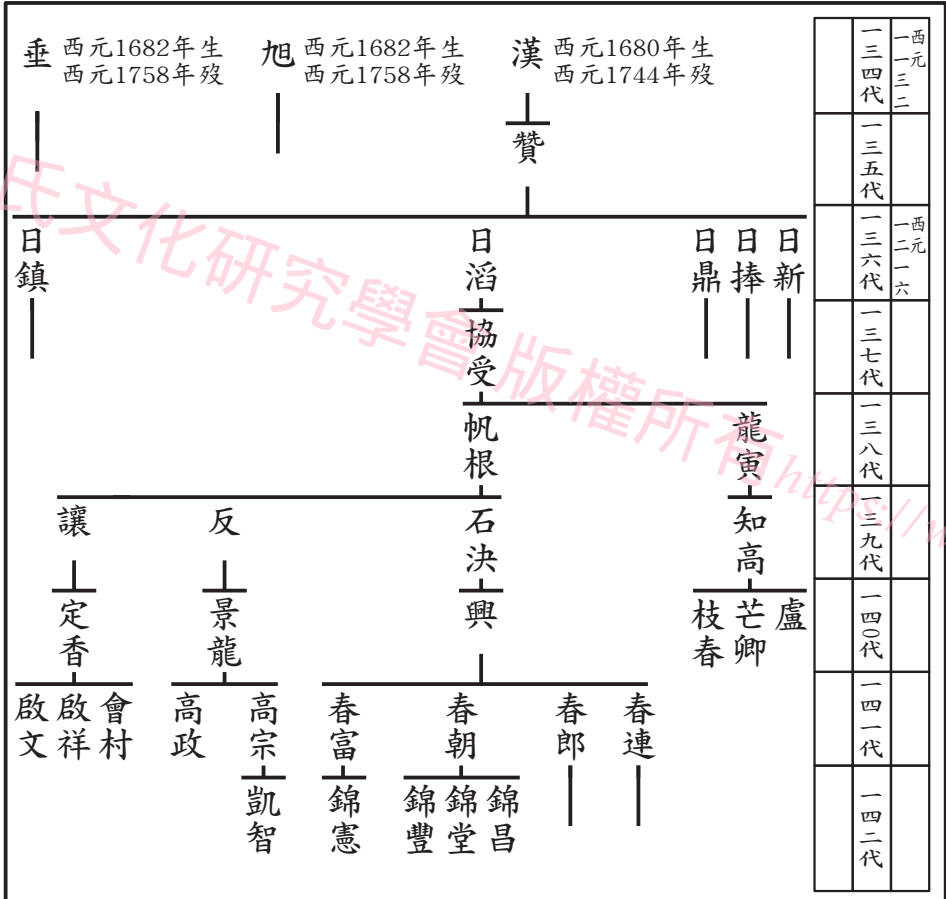 西元一一三二
一三四代
一三五代
西元一二一六
一三六代
一三七代
一三八代
一三九代
一四○代
一四一代
一四二代
漢 西元1680年生
西元1744年歿
旭 西元1682年生
西元1758年歿
垂 西元1682年生
西元1758年歿
贊
日新
日捧
日鼎
日滔
日鎮
協受
龍寅
帆根
知高
石決
反
讓
盧
芒卿
枝春
興
景龍
定香
春連
春郎
春朝
春富
高宗
高政
會村
啟祥
啟文
錦昌
錦堂
錦豐
錦憲
凱智
氏文化研究學會 版權所有https://w